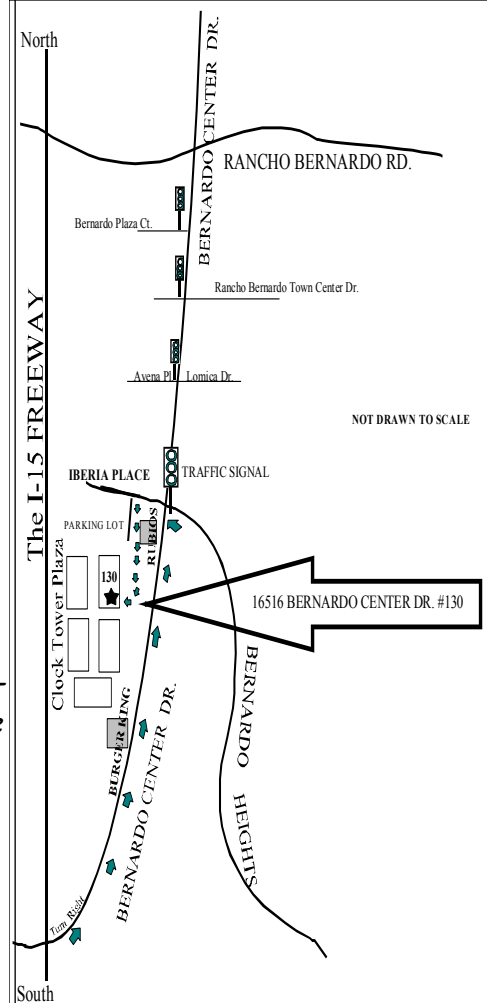 North
BERNARDO CENTER DR.
RANCHO BERNARDO RD.
Bernardo Plaza Ct.
Rancho Bernardo Town Center Dr.
The I-15 FREEWAY
Avena Pl Lomica Dr.
NOT DRAWN TO SCALE
IBERIA PLACE
TRAFFIC SIGNAL
PARKING LOT
RUBIOS
Clock Tower Plaza
130
16516 BERNARDO CENTER DR. #130
BERNARDO HEIGHTS
BURGER KING
BERNARDO CENTER DR.
Turn Right
South